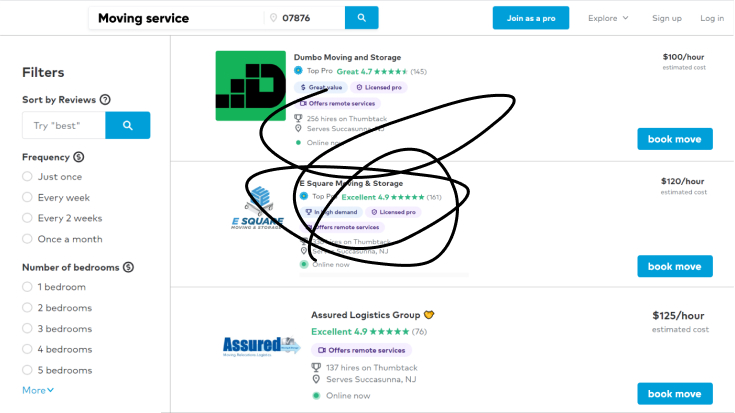 Moving service
07876
Join as a pro
Explore
Sign up
Log in
Filters
Sort by Reviews ?
Try "best"
Frequency $
Just once
Every week
Every 2 weeks
Once a month
Number of bedrooms $
1 bedroom
2 bedrooms
3 bedrooms
4 bedrooms
5 bedrooms
More
Dumbo Moving and Storage
Top Pro Great 4.7 (145)
$ Great value Licensed pro
Offers remote services
256 hires on Thumbtack
Serves Succasunna, NJ
Online now
$100/hour
estimated cost
book move
E SQUARE
MOVING & STORAGE
E Square Moving & Storage
Top Pro Excellent 4.9 (161)
In high demand Licensed pro
Offers remote services
hires on Thumbtack
Serves Succasunna, NJ
Online now
$120/hour
estimated cost
book move
Assured
Moving Relocations Logistics
Assured Logistics Group
Excellent 4.9 (76)
Offers remote services
137 hires on Thumbtack
Serves Succasunna, NJ
Online now
$125/hour
estimated cost
book move